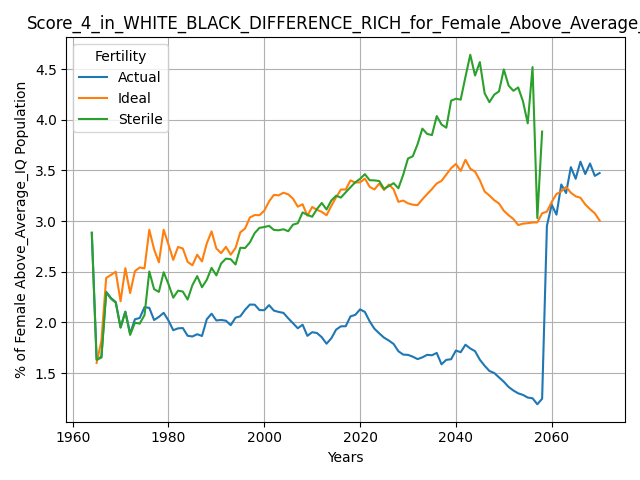 Score_4_in_WHITE_BLACK_DIFFERENCE_RICH_for_Female_Above_Average_
Fertility
Actual
Ideal
Sterile
% of Female Above_Average_IQ Population
4.5
4.0
3.5
3.0
2.5
2.0
1.5
1960
1980
2000
2020
2040
2060
Years